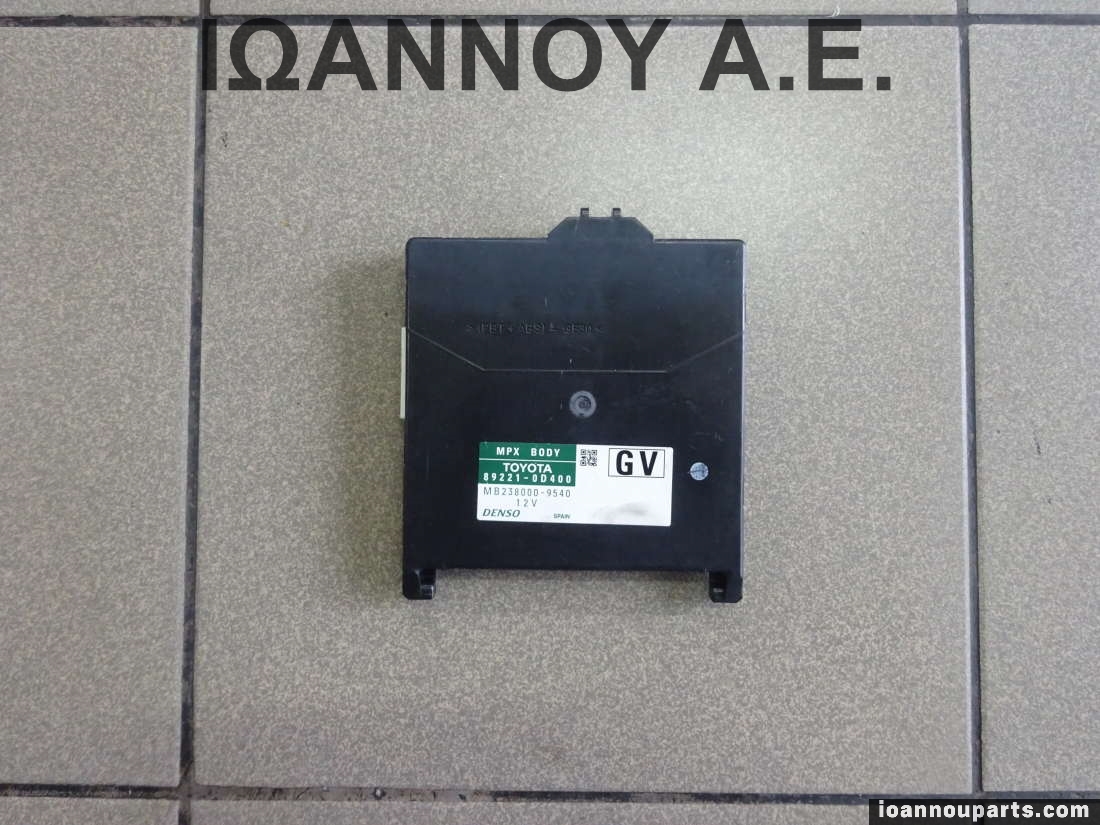 ΙΩΑΝΝΟΥ Α.Ε.
MPX BODY
TOYOTA
89221-0D400
GV
MB238000-9540
12V
DENSO
SPAIN
ioannouparts.com